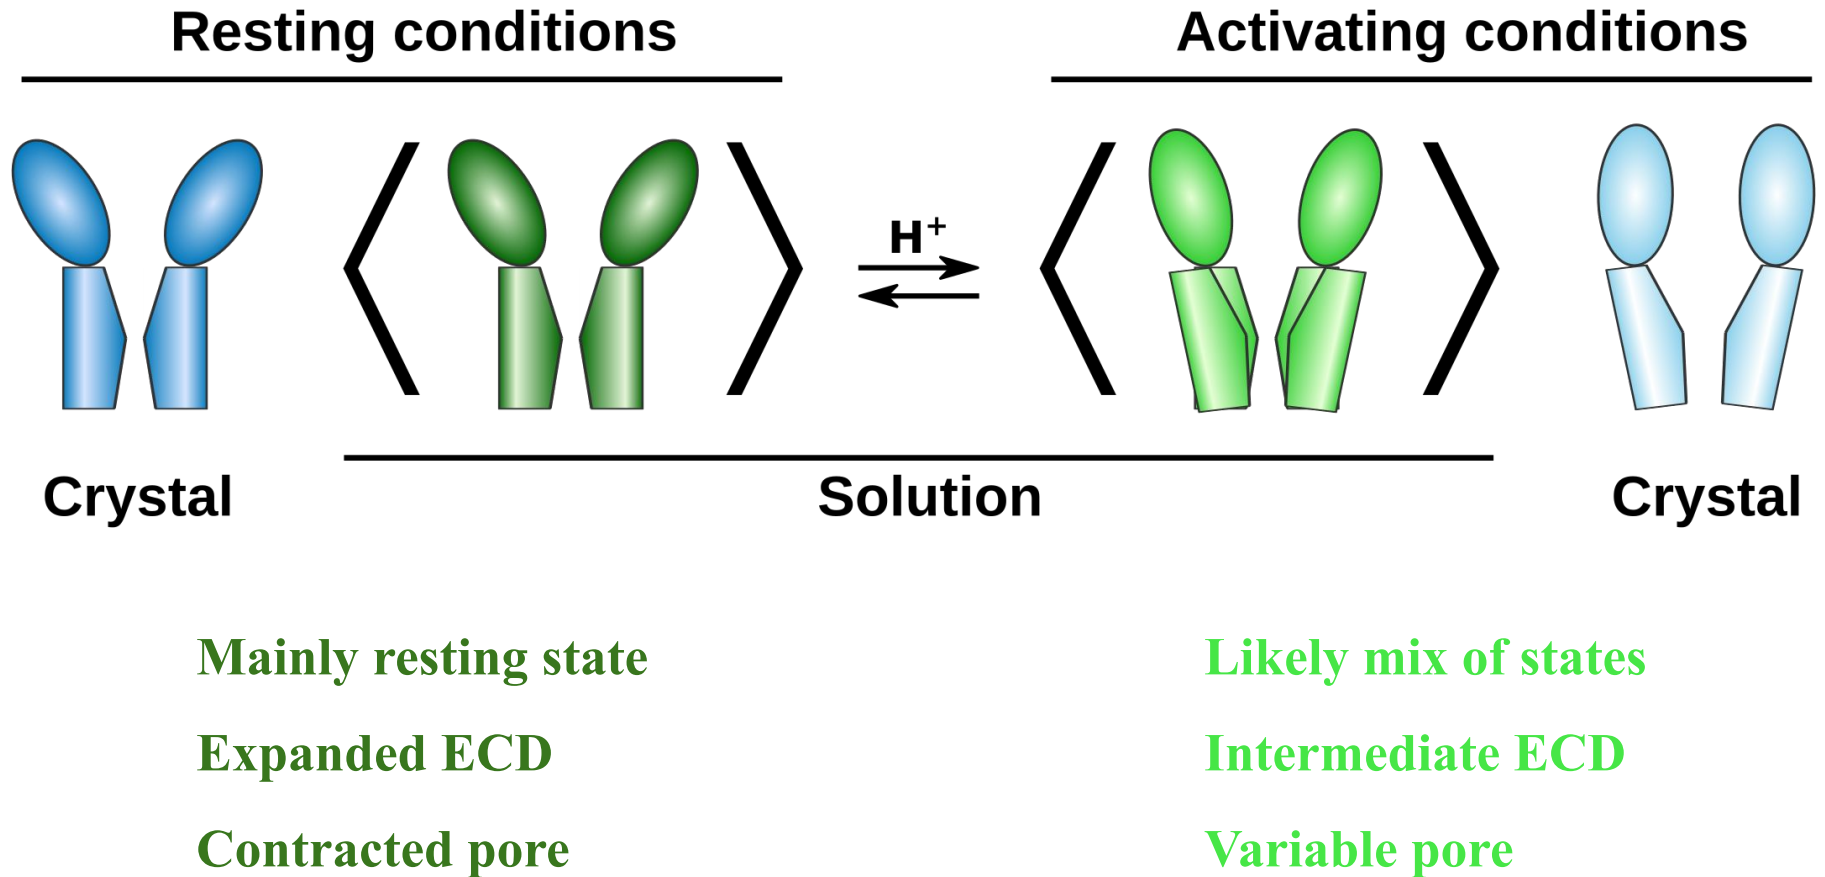 Resting conditions
Activating conditions
H⁺
Crystal
Solution
Crystal
Mainly resting state
Likely mix of states
Expanded ECD
Intermediate ECD
Contracted pore
Variable pore